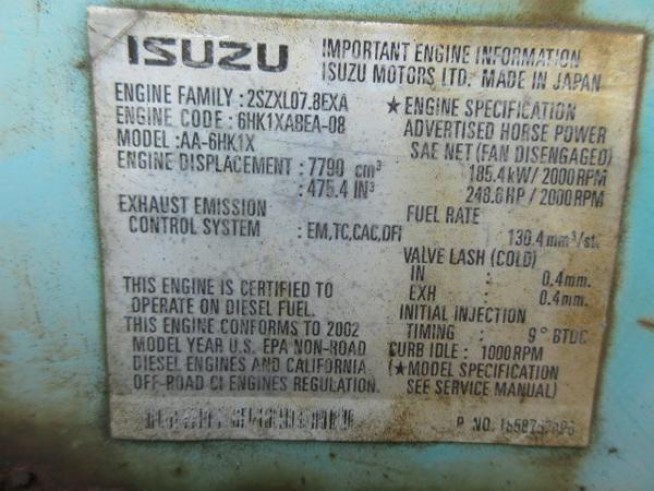 ISUZU
IMPORTANT ENGINE INFORMATION
ISUZU MOTORS LTD. MADE IN JAPAN
ENGINE FAMILY : 2SZXL07.8EXA
ENGINE CODE : 6HK1XABEA-08
MODEL : AA-6HK1X
ENGINE DISPLACEMENT : 7790 cm³
: 475.4 IN³
EXHAUST EMISSION
CONTROL SYSTEM : EM,TC,CAC,DFI
THIS ENGINE IS CERTIFIED TO
OPERATE ON DIESEL FUEL.
THIS ENGINE CONFORMS TO 2002
MODEL YEAR U.S. EPA NON-ROAD
DIESEL ENGINES AND CALIFORNIA
OFF-ROAD CI ENGINES REGULATION.
★ENGINE SPECIFICATION
ADVERTISED HORSE POWER
SAE NET (FAN DISENGAGED)
185.4kW / 2000RPM
248.6HP / 2000RPM
FUEL RATE
130.4mm³/st.
VALVE LASH (COLD)
IN : 0.4mm.
EXH : 0.4mm.
INITIAL INJECTION
TIMING : 9° BTDC
CURB IDLE : 1000RPM
(★MODEL SPECIFICATION
SEE SERVICE MANUAL)
P. NO.